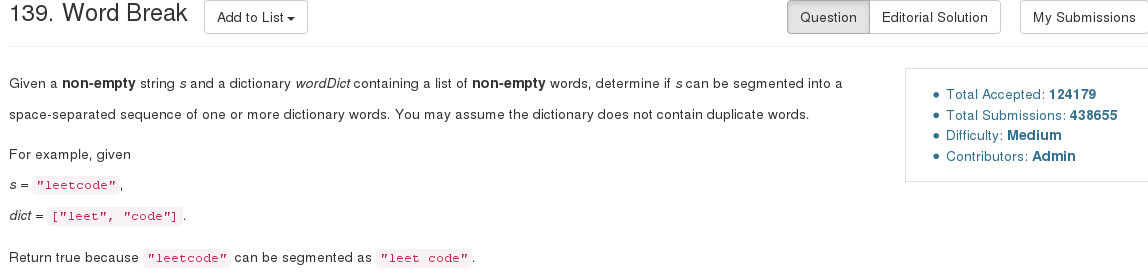 139. Word Break Add to List Question Editorial Solution My Submissions
Given a non-empty string s and a dictionary wordDict containing a list of non-empty words, determine if s can be segmented into a
space-separated sequence of one or more dictionary words. You may assume the dictionary does not contain duplicate words.
For example, given
s = "leetcode",
dict = ["leet", "code"].
Return true because "leetcode" can be segmented as "leet code".
Total Accepted: 124179
Total Submissions: 438655
Difficulty: Medium
Contributors: Admin